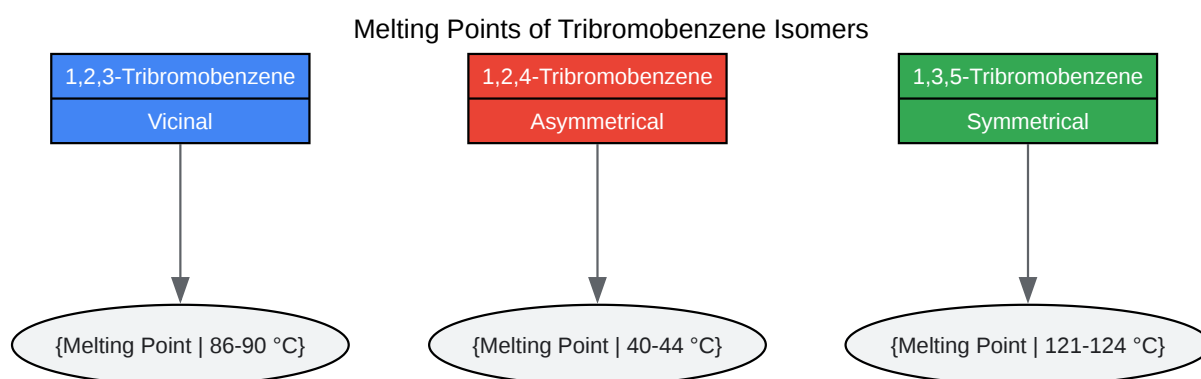 Melting Points of Tribromobenzene Isomers
1,2,3-Tribromobenzene
Vicinal
1,2,4-Tribromobenzene
Asymmetrical
1,3,5-Tribromobenzene
Symmetrical
{Melting Point | 86-90 °C}
{Melting Point | 40-44 °C}
{Melting Point | 121-124 °C}